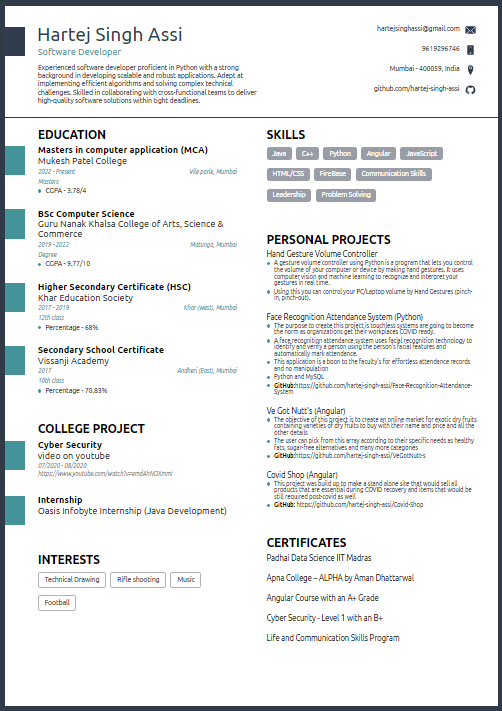 Hartej Singh Assi
Software Developer
Experienced software developer proficient in Python with a strong
background in developing scalable and robust applications. Adept at
implementing efficient algorithms and solving complex technical
challenges. Skilled in collaborating with cross-functional teams to deliver
high-quality software solutions within tight deadlines.
hartejsinghassi@gmail.com
9619296746
Mumbai - 400059, India
github.com/hartej-singh-assi
EDUCATION
Masters in computer application (MCA)
Mukesh Patel College
2022 - Present
Vile parle, Mumbai
Masters
CGPA - 3.78/4
BSc Computer Science
Guru Nanak Khalsa College of Arts, Science &
Commerce
2019 - 2022
Matunga, Mumbai
Degree
CGPA - 9.77/10
Higher Secondary Certificate (HSC)
Khar Education Society
2017 - 2019
Khar (west), Mumbai
12th class
Percentage - 68%
Secondary School Certificate
Vissanji Academy
2017
Andheri (East), Mumbai
10th class
Percentage - 70.83%
COLLEGE PROJECT
Cyber Security
video on youtube
07/2020 - 08/2020
Internship
Oasis Infobyte Internship (Java Development)
INTERESTS
Technical Drawing
Rifle shooting
Music
Football
SKILLS
Java
C++
Python
Angular
JavaScript
HTML/CSS
FireBase
Communication Skills
Leadership
Problem Solving
PERSONAL PROJECTS
Hand Gesture Volume Controller
A gesture volume controller using Python is a program that lets you control
the volume of your computer or device by making hand gestures. It uses
computer vision and machine learning to recognize and interpret your
gestures in real time.
Using this you can control your PC/Laptop volume by Hand Gestures (pinch-
in, pinch-out).
Face Recognition Attendance System (Python)
The purpose to create this project is touchless systems are going to become
the norm as organizations get their workplaces COVID ready.
A face recognition attendance system uses facial recognition technology to
identify and verify a person using the person's facial features and
automatically mark attendance.
This application is a boon to the faculty's for effortless attendance records
and no manipulation
Python and MySQL
GitHub:https://github.com/hartej-singh-assi/Face-Recognition-Attendance-
System
Ve Got Nutt's (Angular)
The objective of this project is to create an online market for exotic dry fruits
containing varieties of dry fruits to buy with their name and price and all the
other details
The user can pick from this array according to their specific needs as healthy
fats, sugar-free alternatives and many more categories
GitHub:https://github.com/hartej-singh-assi/VeGotNutt-s
Covid Shop (Angular)
This project was build up to make a stand alone site that would sell all
products that are essential during COVID recovery and items that would be
still required post-covid as well
GitHub: https://github.com/hartej-singh-assi/Covid-Shop
CERTIFICATES
Padhai Data Science IIT Madras
Apna College – ALPHA by Aman Dhattarwal
Angular Course with an A+ Grade
Cyber Security - Level 1 with an B+
Life and Communication Skills Program